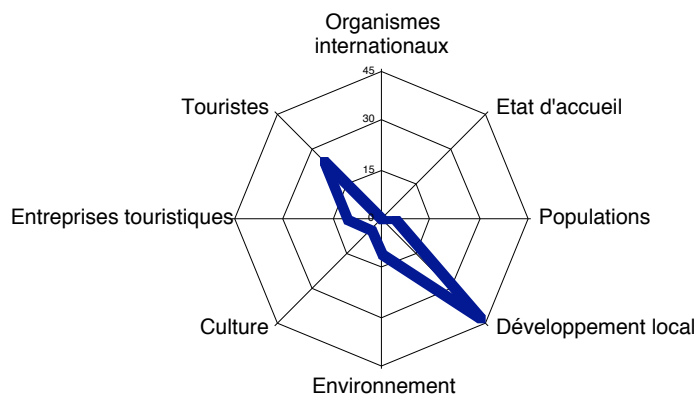 Organismes
internationaux
45
Touristes
Etat d'accueil
30
15
Entreprises touristiques
0
Populations
Culture
Développement local
Environnement